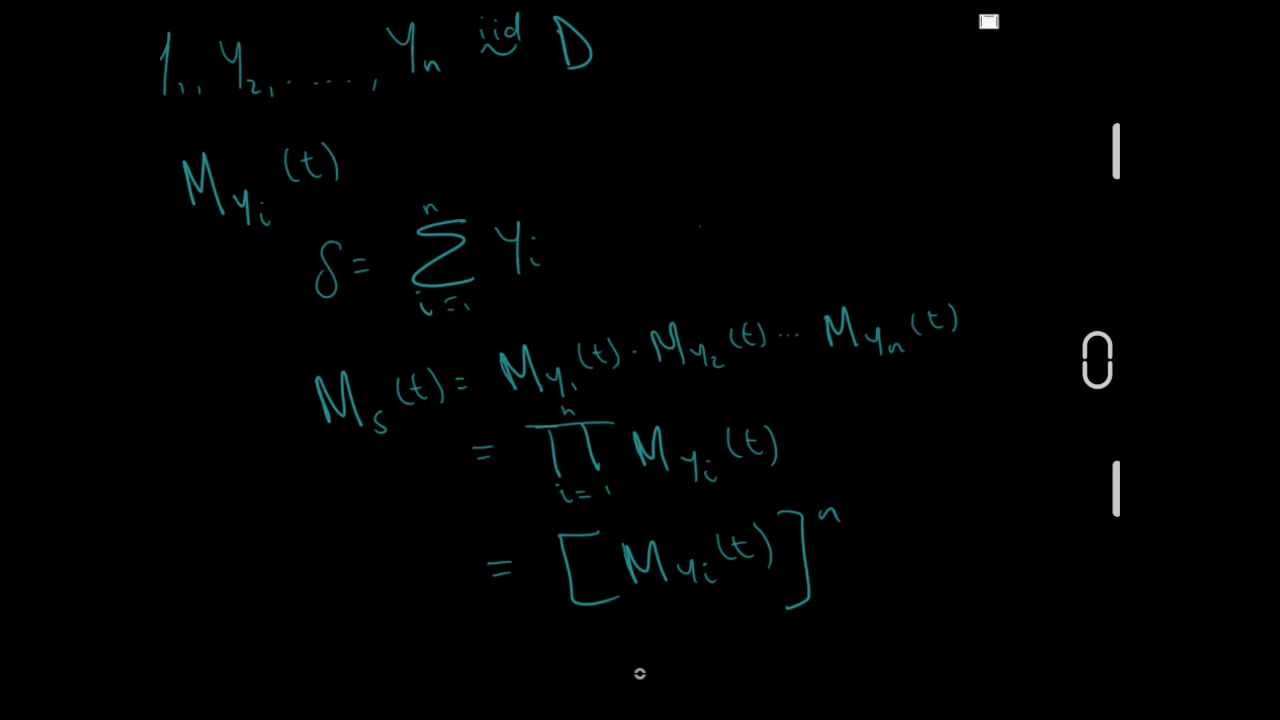 Y₁, Y₂, ...., Yₙ iid~ D
M_{Yᵢ}(t)
S = ∑_{i=1}^{n} Yᵢ
M_S(t) = M_{Y₁}(t) · M_{Y₂}(t) ... M_{Yₙ}(t)
= ∏_{i=1}^{n} M_{Yᵢ}(t)
= [M_{Yᵢ}(t)]ⁿ